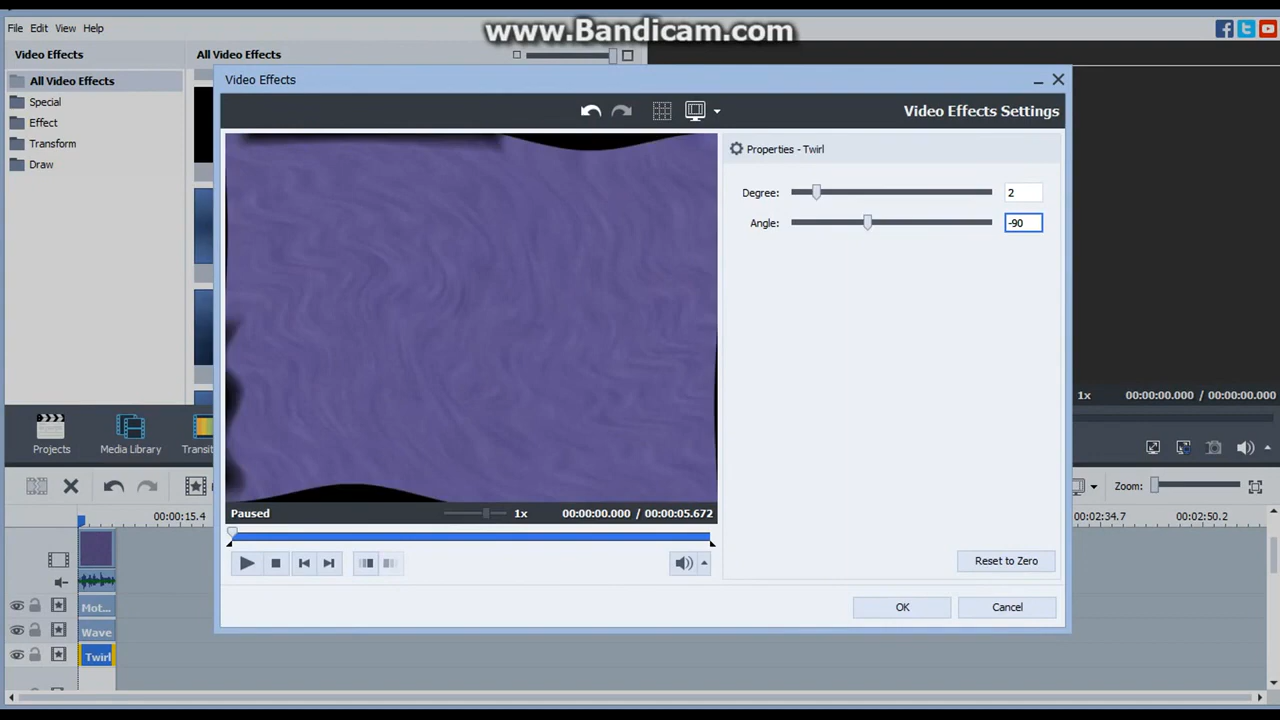 www.Bandicam.com
File Edit View Help
Video Effects
All Video Effects
All Video Effects
Special
Effect
Transform
Draw
Video Effects
Video Effects Settings
Properties - Twirl
Degree: 2
Angle: -90
Paused 1x 00:00:00.000 / 00:00:05.672
Reset to Zero
OK Cancel
1x 00:00:00.000 / 00:00:00.000
Projects Media Library
Zoom:
00:00:15.4 00:02:34.7 00:02:50.2
Mot...
Wave
Twirl